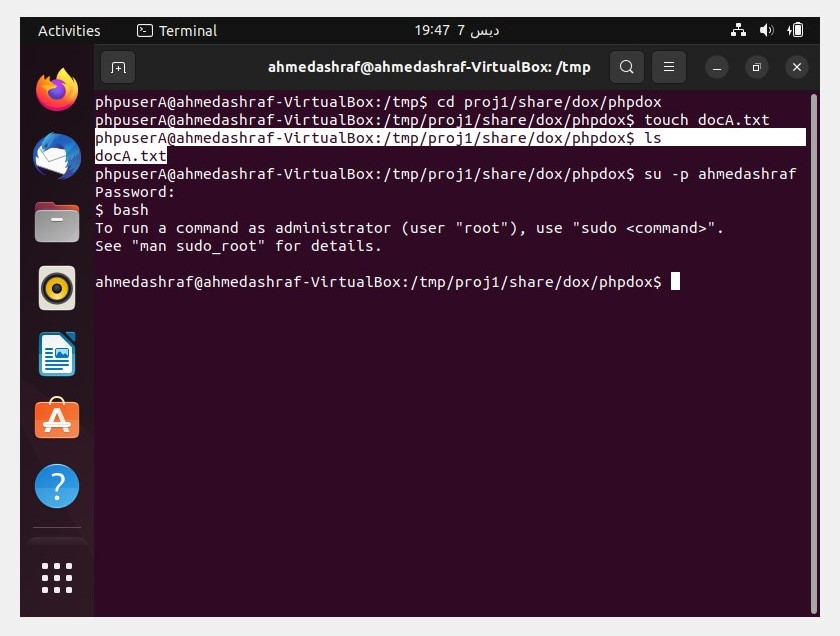 Activities
Terminal
19:47 7 ديس
ahmedashraf@ahmedashraf-VirtualBox: /tmp
phpuserA@ahmedashraf-VirtualBox:/tmp$ cd proj1/share/dox/phpdox
phpuserA@ahmedashraf-VirtualBox:/tmp/proj1/share/dox/phpdox$ touch docA.txt
phpuserA@ahmedashraf-VirtualBox:/tmp/proj1/share/dox/phpdox$ ls
docA.txt
phpuserA@ahmedashraf-VirtualBox:/tmp/proj1/share/dox/phpdox$ su -p ahmedashraf
Password:
$ bash
To run a command as administrator (user "root"), use "sudo <command>".
See "man sudo_root" for details.
ahmedashraf@ahmedashraf-VirtualBox:/tmp/proj1/share/dox/phpdox$